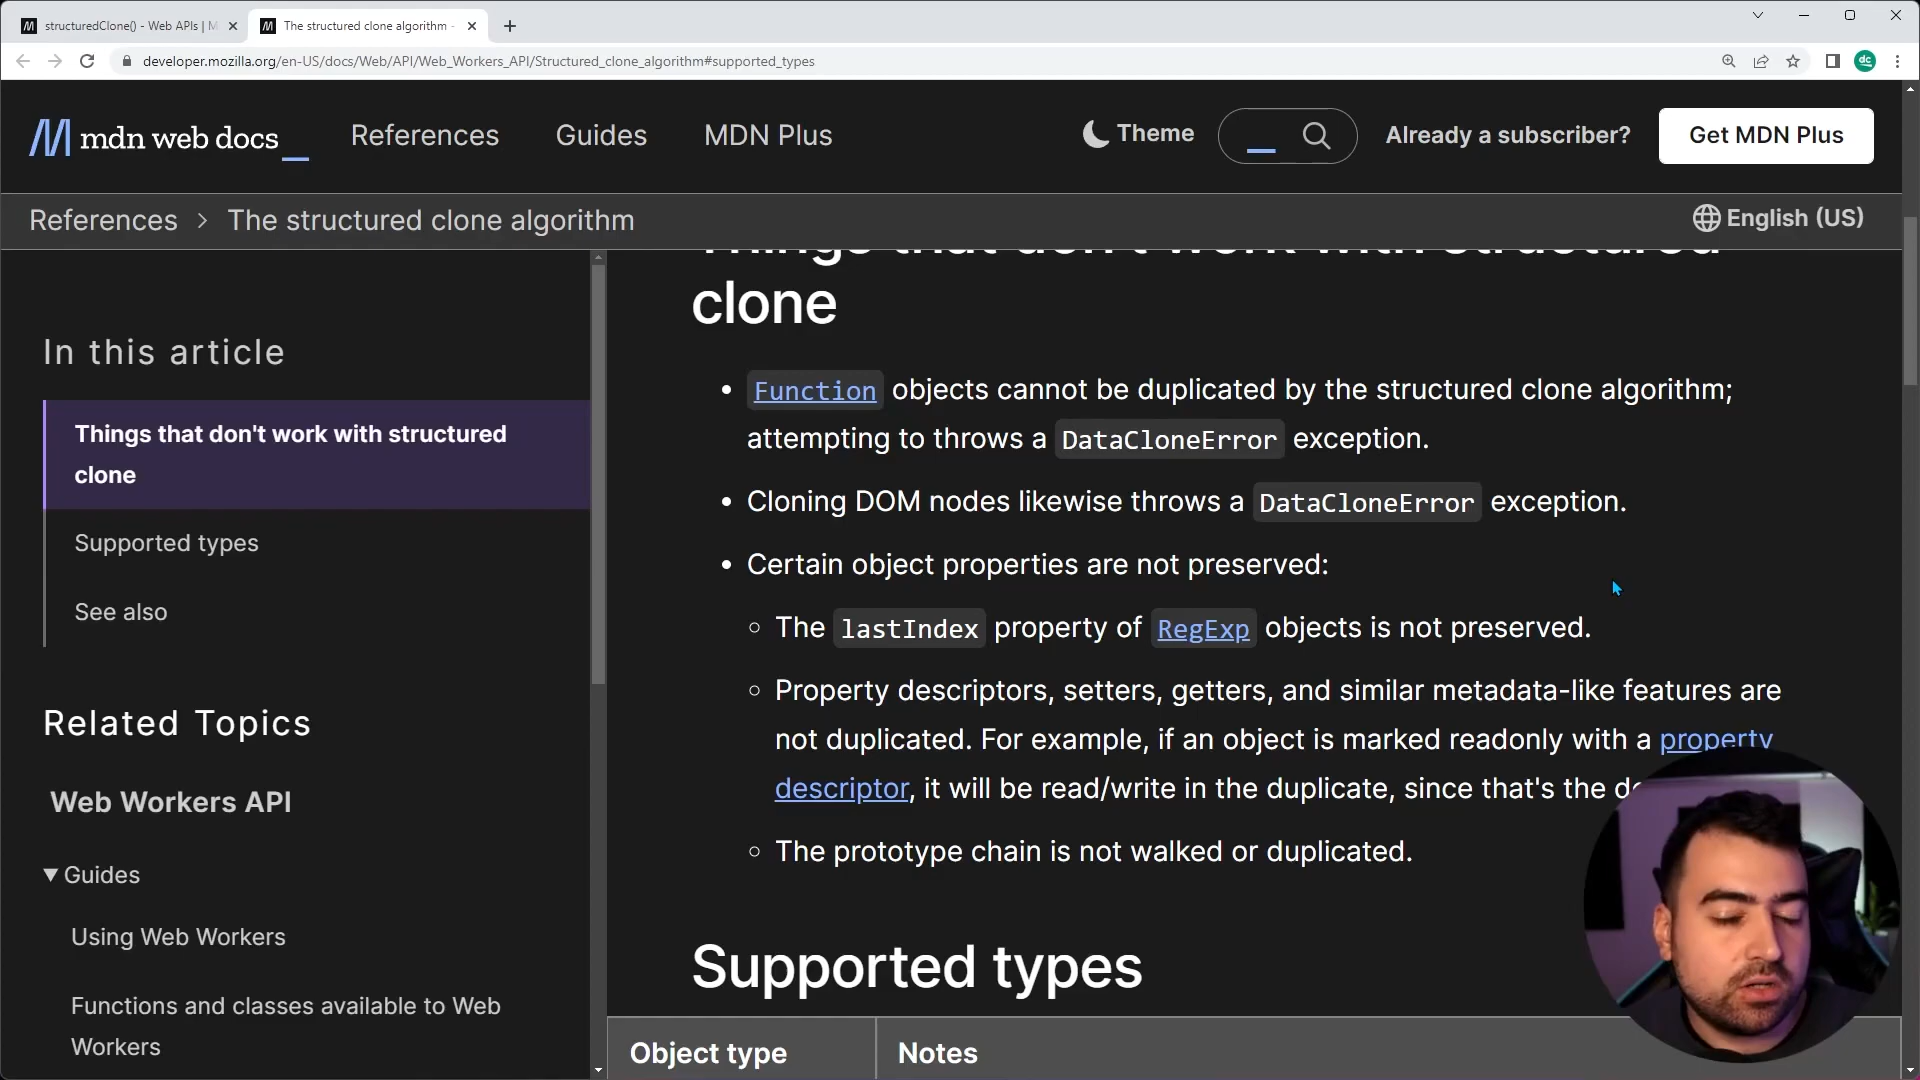 structuredClone() - Web APIs | M
The structured clone algorithm -
developer.mozilla.org/en-US/docs/Web/API/Web_Workers_API/Structured_clone_algorithm#supported_types
dc
mdn web docs_
References
Guides
MDN Plus
Theme
Already a subscriber?
Get MDN Plus
References > The structured clone algorithm
English (US)
In this article
Things that don't work with structured
clone
Supported types
See also
Related Topics
Web Workers API
Guides
Using Web Workers
Functions and classes available to Web
Workers
Things that don't work with structured
clone
• Function objects cannot be duplicated by the structured clone algorithm;
attempting to throws a DataCloneError exception.
• Cloning DOM nodes likewise throws a DataCloneError exception.
• Certain object properties are not preserved:
○ The lastIndex property of RegExp objects is not preserved.
○ Property descriptors, setters, getters, and similar metadata-like features are
not duplicated. For example, if an object is marked readonly with a property
descriptor, it will be read/write in the duplicate, since that's the
○ The prototype chain is not walked or duplicated.
Supported types
Object type
Notes